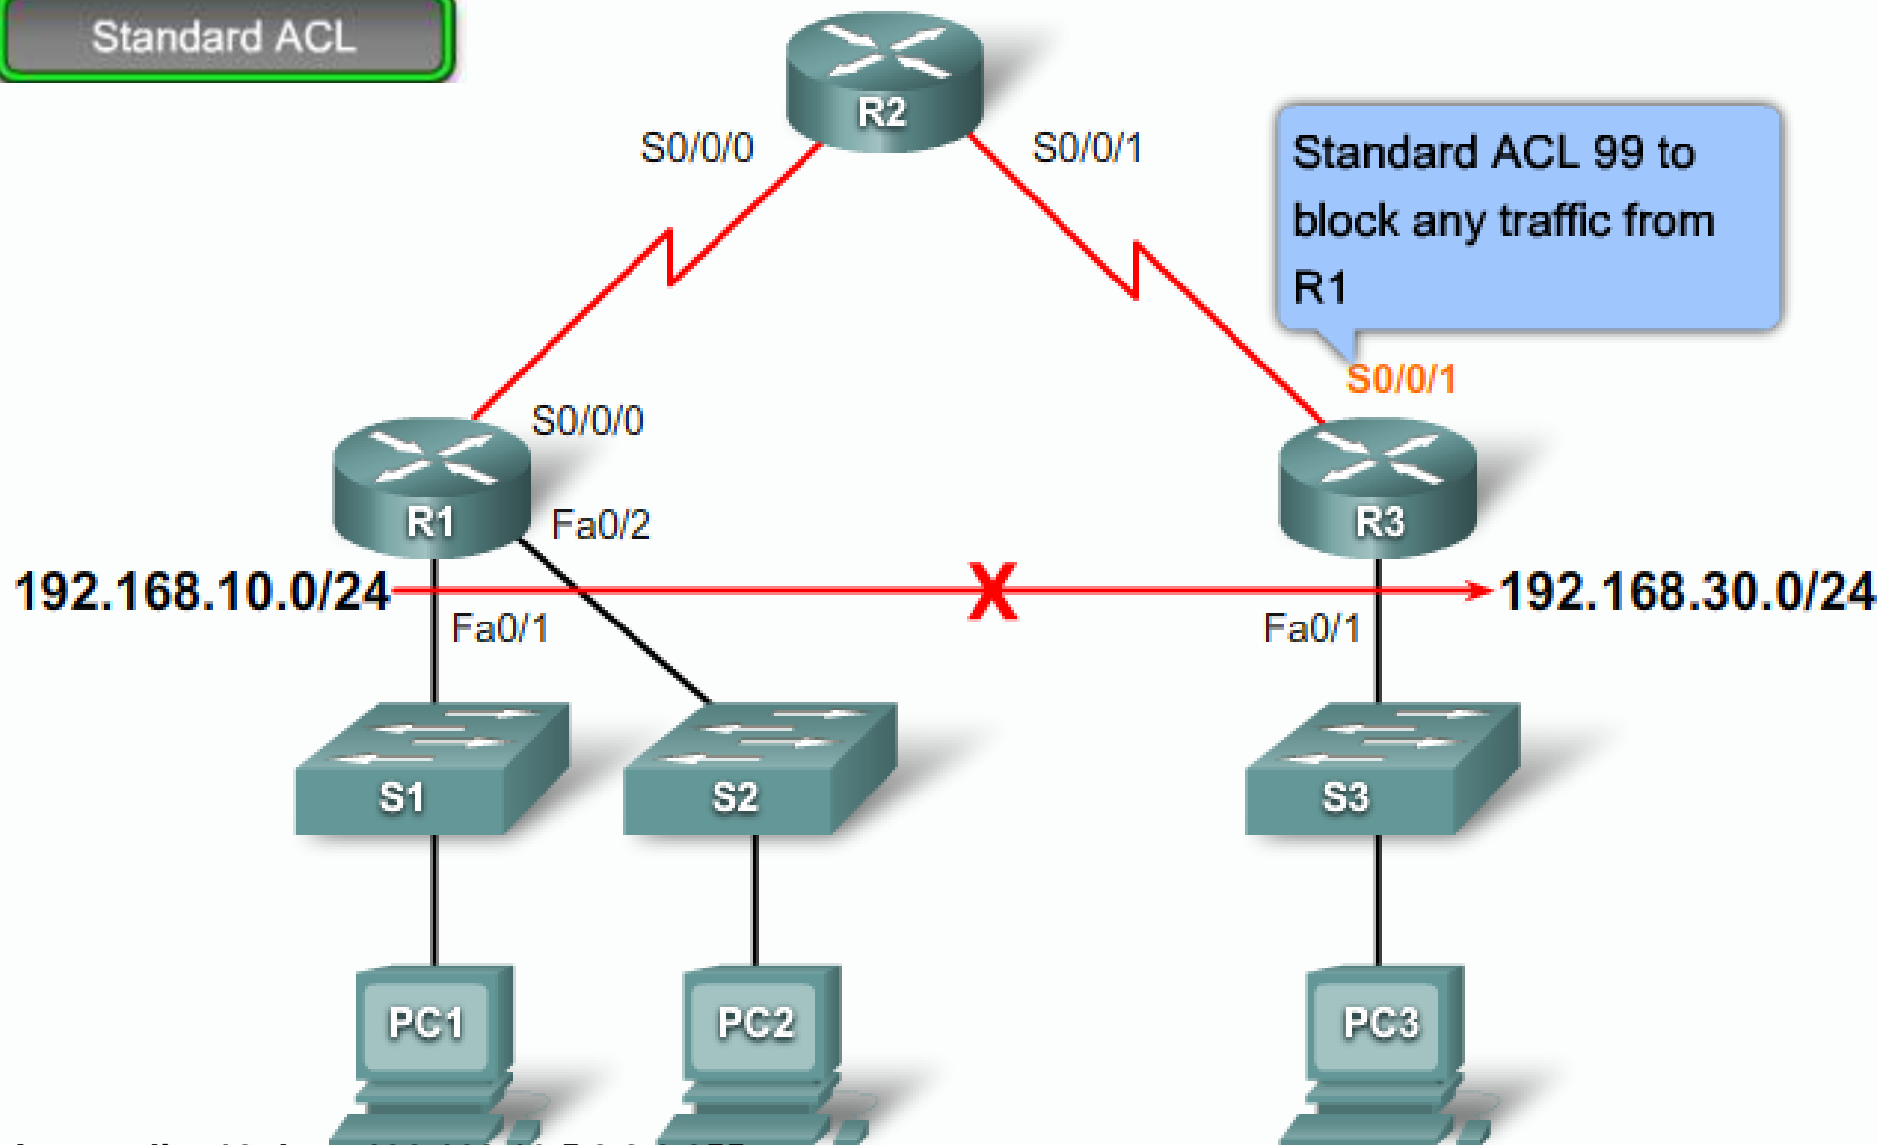 Standard ACL
R2
S0/0/0
S0/0/1
Standard ACL 99 to
block any traffic from
R1
S0/0/1
S0/0/0
R1
Fa0/2
R3
192.168.10.0/24
X
192.168.30.0/24
Fa0/1
Fa0/1
S1
S2
S3
PC1
PC2
PC3